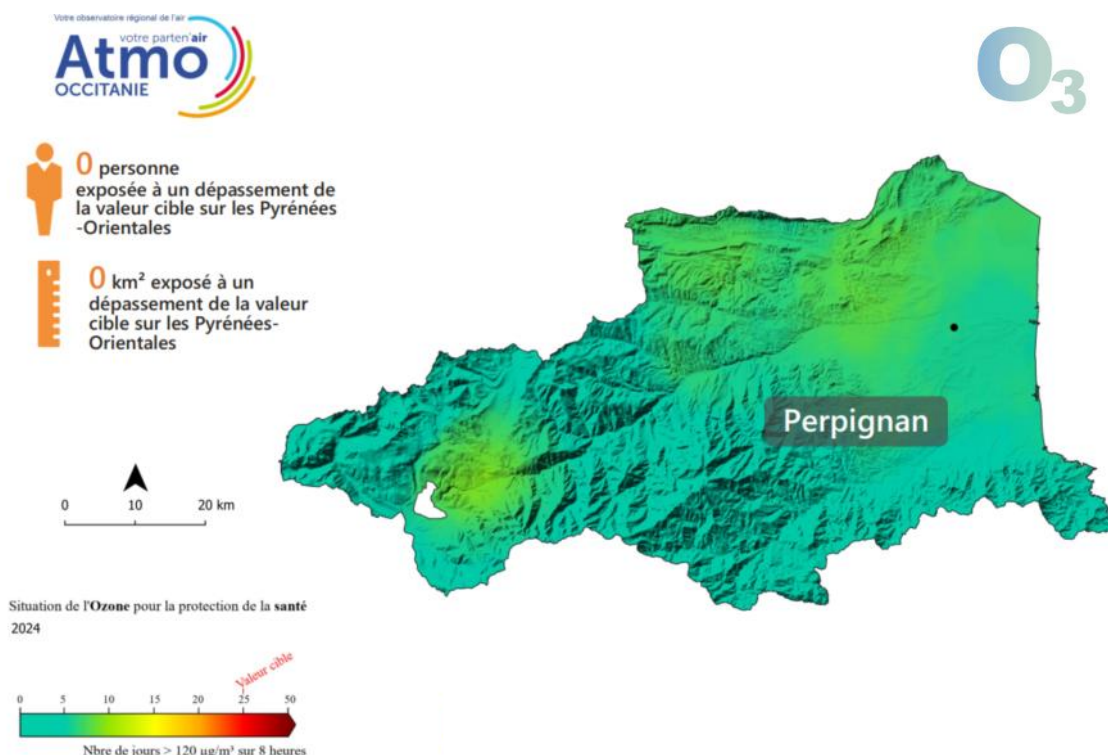 Votre observatoire régional de l'air
votre parten'air
Atmo
OCCITANIE
O3
0 personne
exposée à un dépassement de
la valeur cible sur les Pyrénées
-Orientales
0 km² exposé à un
dépassement de la valeur
cible sur les Pyrénées-
Orientales
Perpignan
0 10 20 km
Situation de l'Ozone pour la protection de la santé
2024
Valeur cible
0 5 10 15 20 25 50
Nbre de jours > 120 µg/m³ sur 8 heures